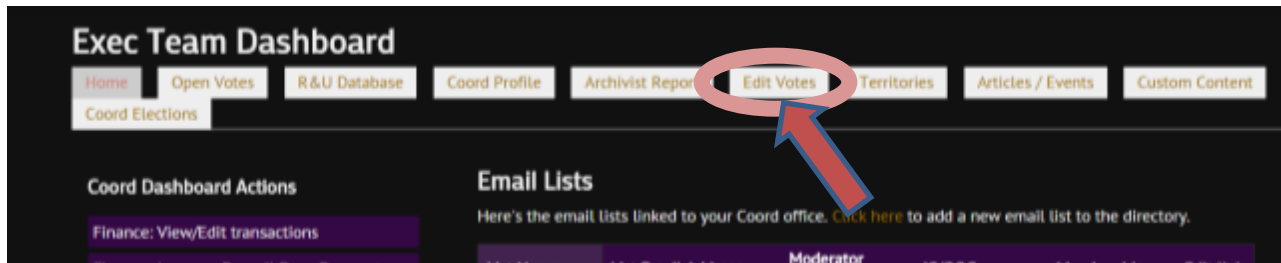 Exec Team Dashboard
Home Open Votes R&U Database Coord Profile Archivist Edit Votes Territories Articles / Events Custom Content
Coord Elections
Coord Dashboard Actions
Finance: View/Edit transactions
Email Lists
Here's the email lists linked to your Coord office. Click here to add a new email list to the directory.
Moderator